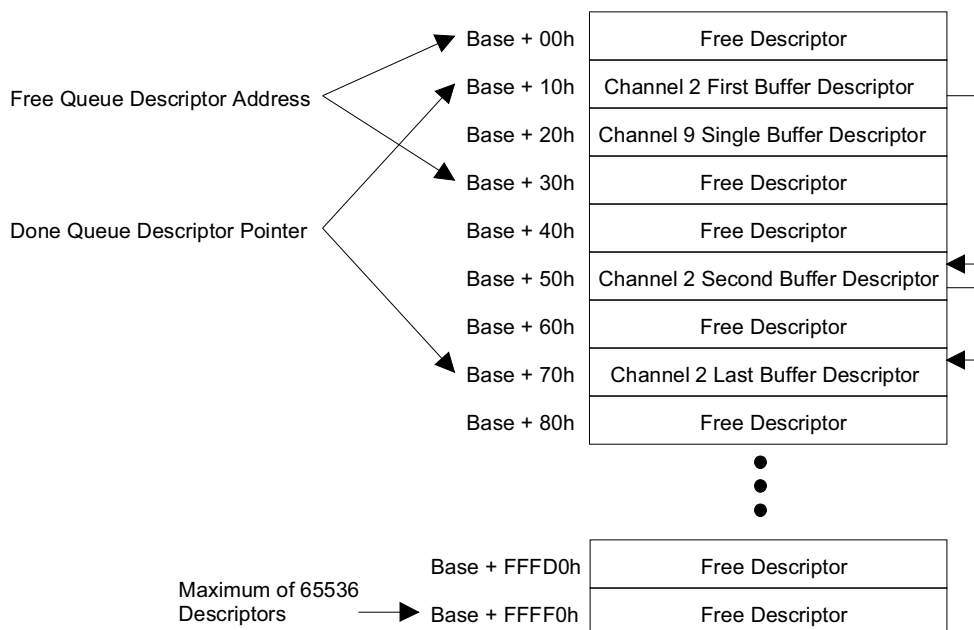 Base + 00h Free Descriptor
Free Queue Descriptor Address
Base + 10h Channel 2 First Buffer Descriptor
Base + 20h Channel 9 Single Buffer Descriptor
Base + 30h Free Descriptor
Done Queue Descriptor Pointer
Base + 40h Free Descriptor
Base + 50h Channel 2 Second Buffer Descriptor
Base + 60h Free Descriptor
Base + 70h Channel 2 Last Buffer Descriptor
Base + 80h Free Descriptor
Base + FFFD0h Free Descriptor
Maximum of 65536
Descriptors
Base + FFFF0h Free Descriptor